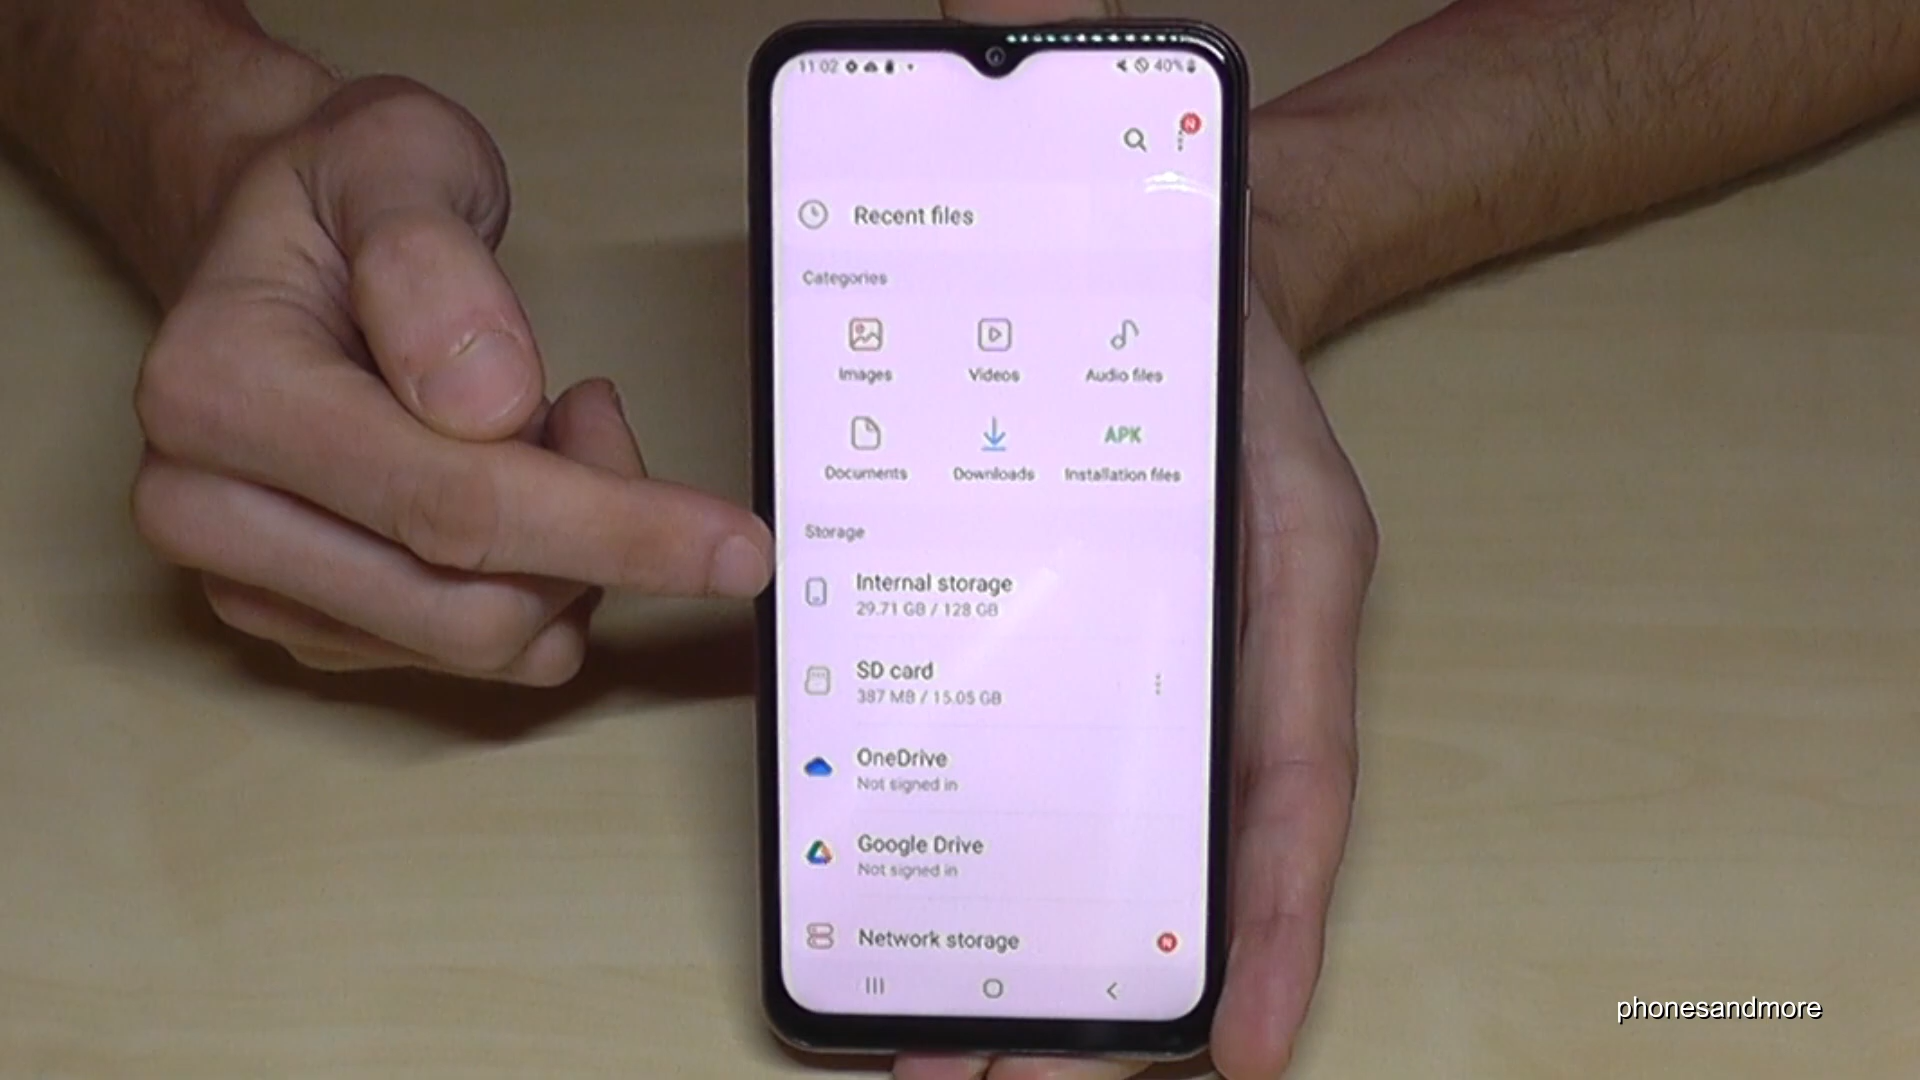 11:02
40%
N
Recent files
Categories
Images
Videos
Audio files
APK
Documents
Downloads
Installation files
Storage
Internal storage
29.71 GB / 128 GB
SD card
387 MB / 15.05 GB
OneDrive
Not signed in
Google Drive
Not signed in
Network storage
N
phonesandmore